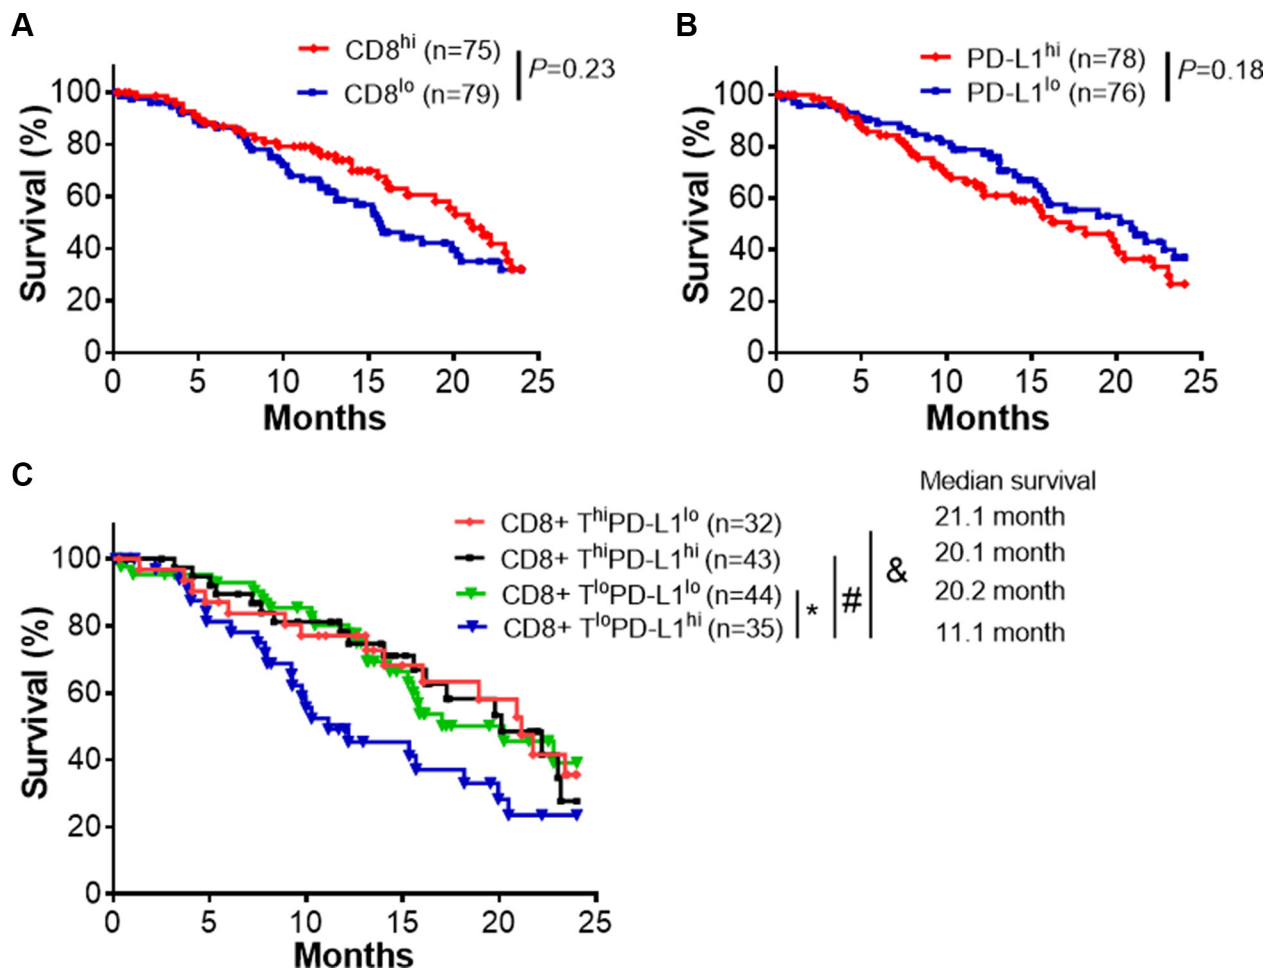 A
CD8hi (n=75)
CD8lo (n=79)
P=0.23
Survival (%)
100
80
60
40
20
0
0 5 10 15 20 25
Months
B
PD-L1hi (n=78)
PD-L1lo (n=76)
P=0.18
Survival (%)
100
80
60
40
20
0
0 5 10 15 20 25
Months
C
CD8+ ThiPD-L1lo (n=32)
CD8+ ThiPD-L1hi (n=43)
CD8+ TloPD-L1lo (n=44)
CD8+ TloPD-L1hi (n=35)
* # &
Median survival
21.1 month
20.1 month
20.2 month
11.1 month
Survival (%)
100
80
60
40
20
0
0 5 10 15 20 25
Months